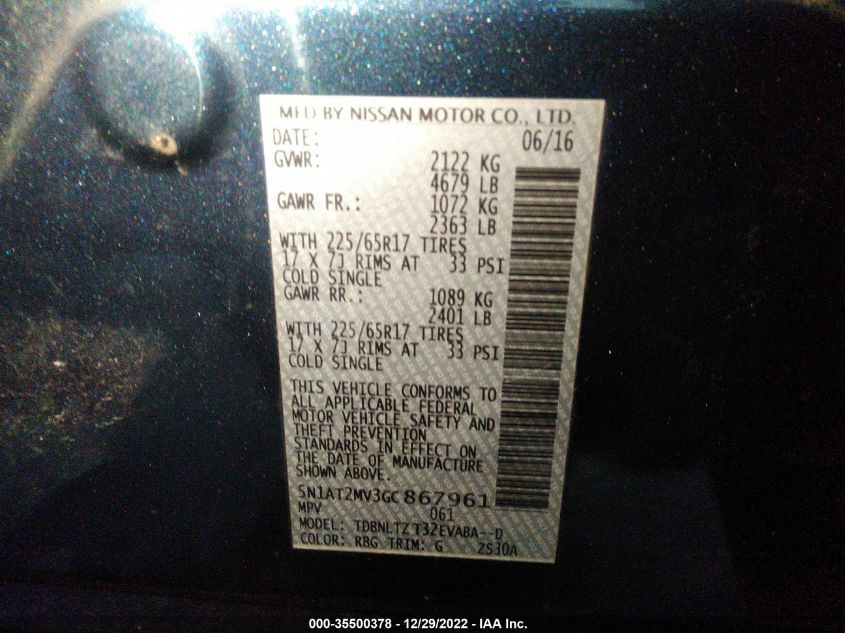 MFD BY NISSAN MOTOR CO., LTD.
DATE: 06/16
GVWR: 2122 KG
4679 LB
GAWR FR.: 1072 KG
2363 LB
WITH 225/65R17 TIRES
17 X 7J RIMS AT 33 PSI
COLD SINGLE
GAWR RR.: 1089 KG
2401 LB
WITH 225/65R17 TIRES
17 X 7J RIMS AT 33 PSI
COLD SINGLE
THIS VEHICLE CONFORMS TO
ALL APPLICABLE FEDERAL
MOTOR VEHICLE SAFETY AND
THEFT PREVENTION
STANDARDS IN EFFECT ON
THE DATE OF MANUFACTURE
SHOWN ABOVE.
5N1AT2MV3GC867961
MPV 061
MODEL: TDBNLTZ T32EVABA--D
COLOR: RBG TRIM: G ZS30A
000-35500378 - 12/29/2022 - IAA Inc.